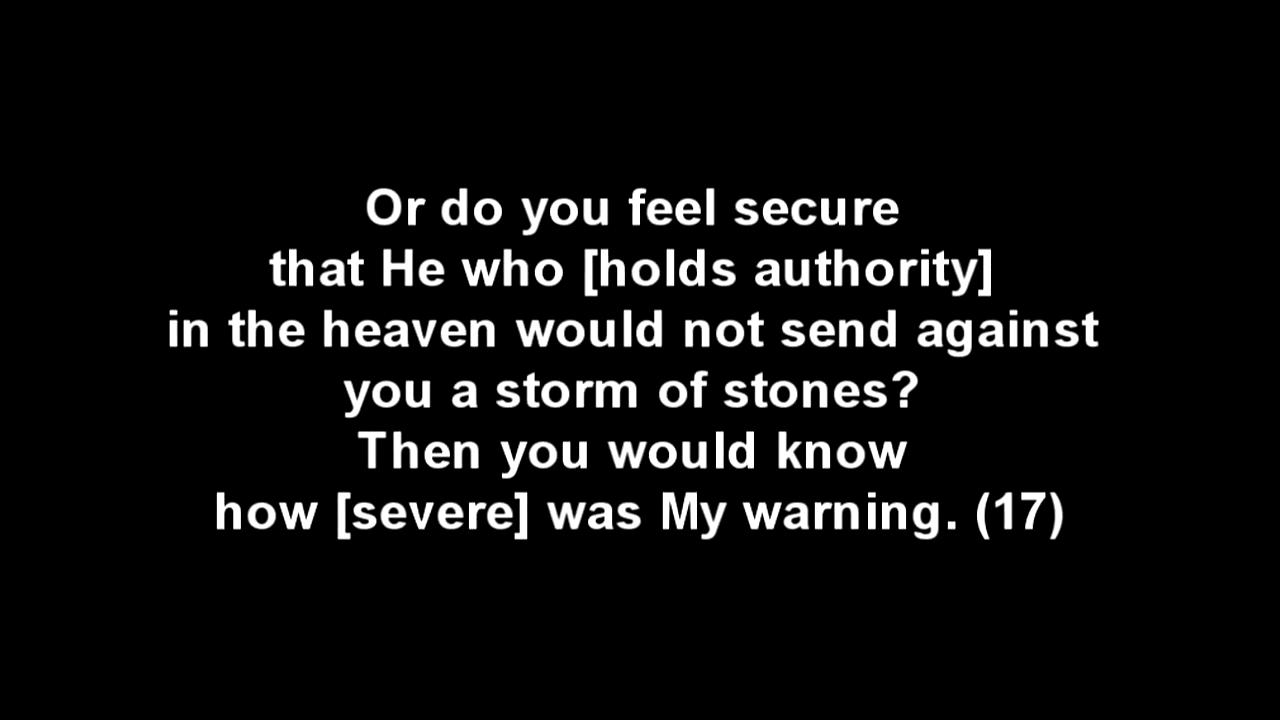 Or do you feel secure
that He who [holds authority]
in the heaven would not send against
you a storm of stones?
Then you would know
how [severe] was My warning. (17)